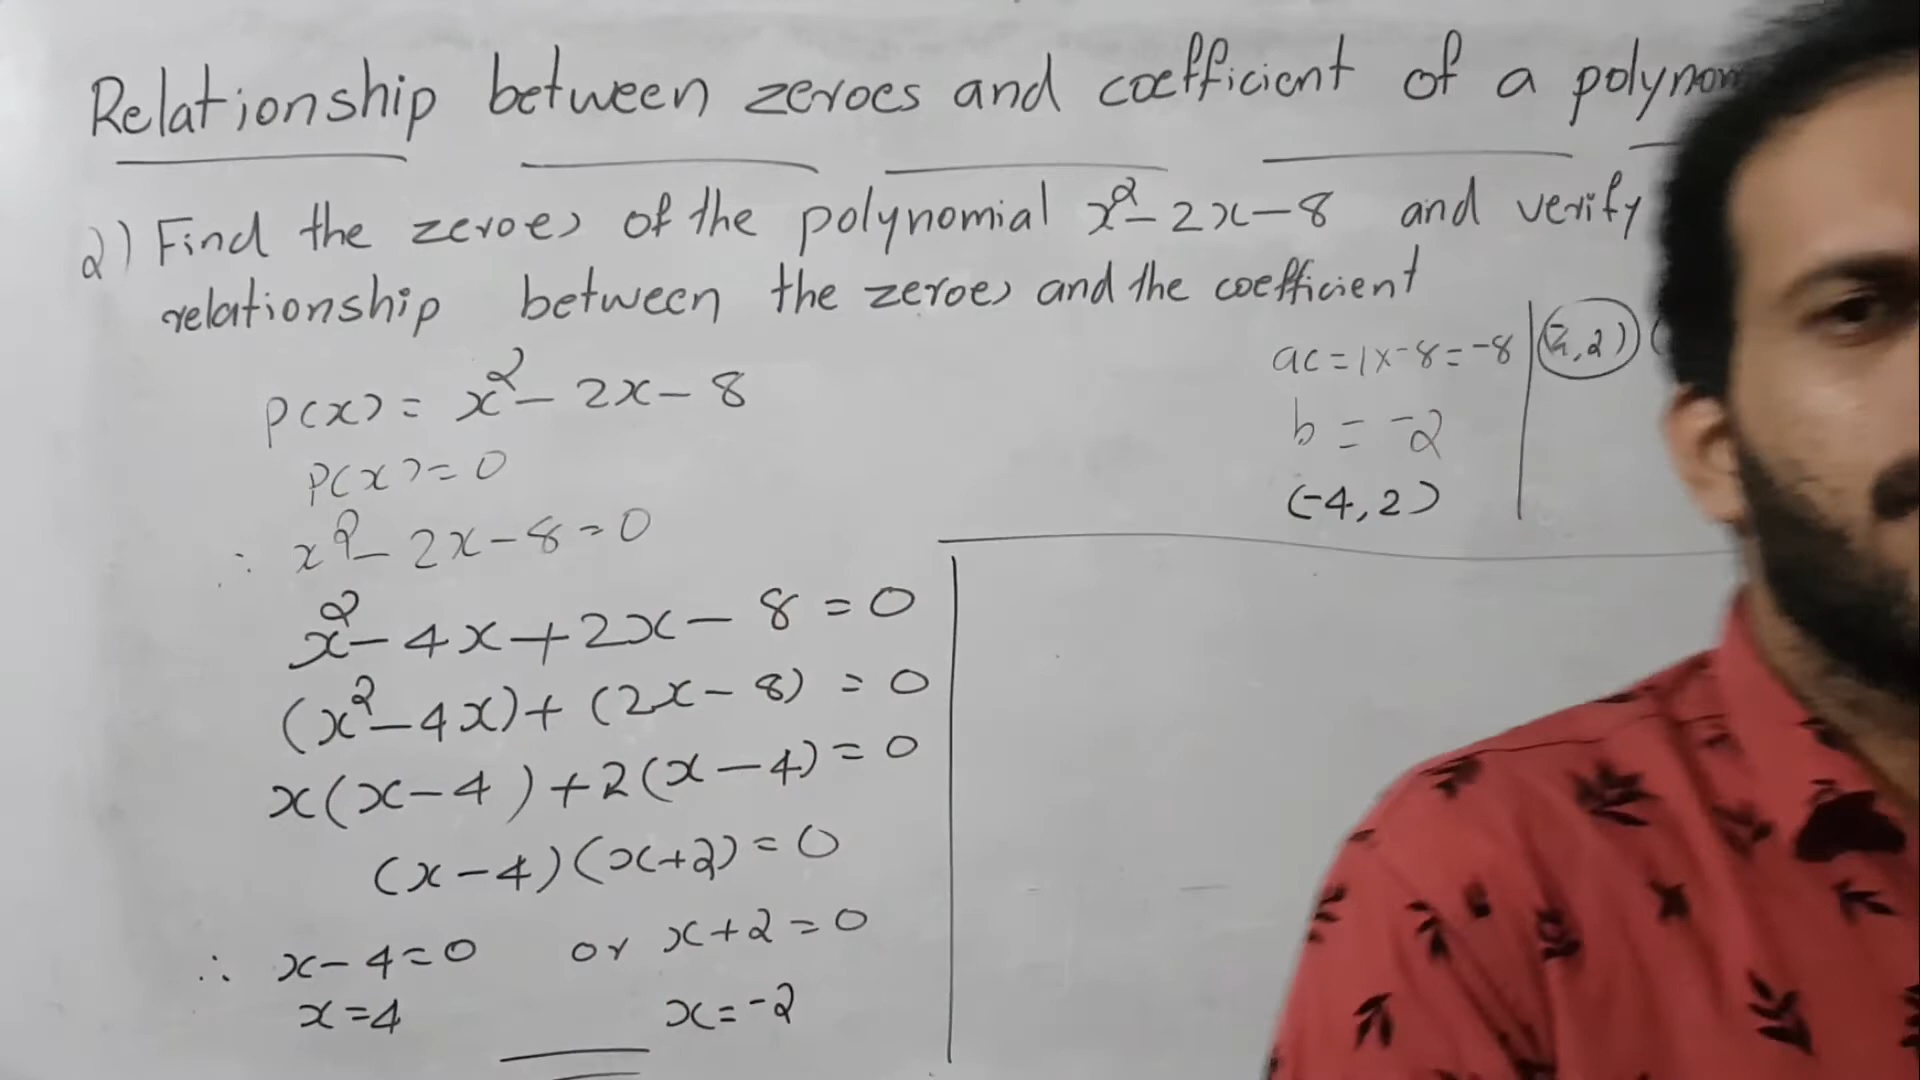 Relationship between zeroes and coefficient of a polynom
2) Find the zeroes of the polynomial x²-2x-8 and verify
relationship between the zeroes and the coefficient
ac=1x-8=-8
b=-2
(-4,2)
P(x)=x²-2x-8
P(x)=0
∴ x²-2x-8=0
x²-4x+2x-8=0
(x²-4x)+(2x-8)=0
x(x-4)+2(x-4)=0
(x-4)(x+2)=0
∴ x-4=0 or x+2=0
x=4 x=-2